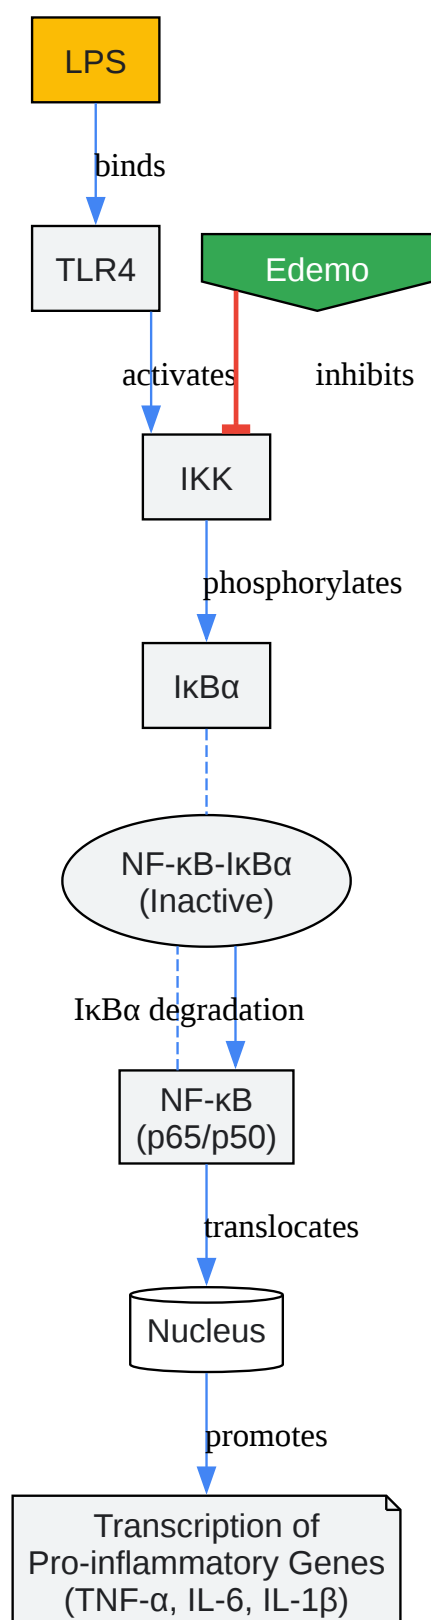 LPS
binds
TLR4
Edemo
activates
inhibits
IKK
phosphorylates
IκBα
NF-κB-IκBα
(Inactive)
IκBα degradation
NF-κB
(p65/p50)
translocates
Nucleus
promotes
Transcription of
Pro-inflammatory Genes
(TNF-α, IL-6, IL-1β)